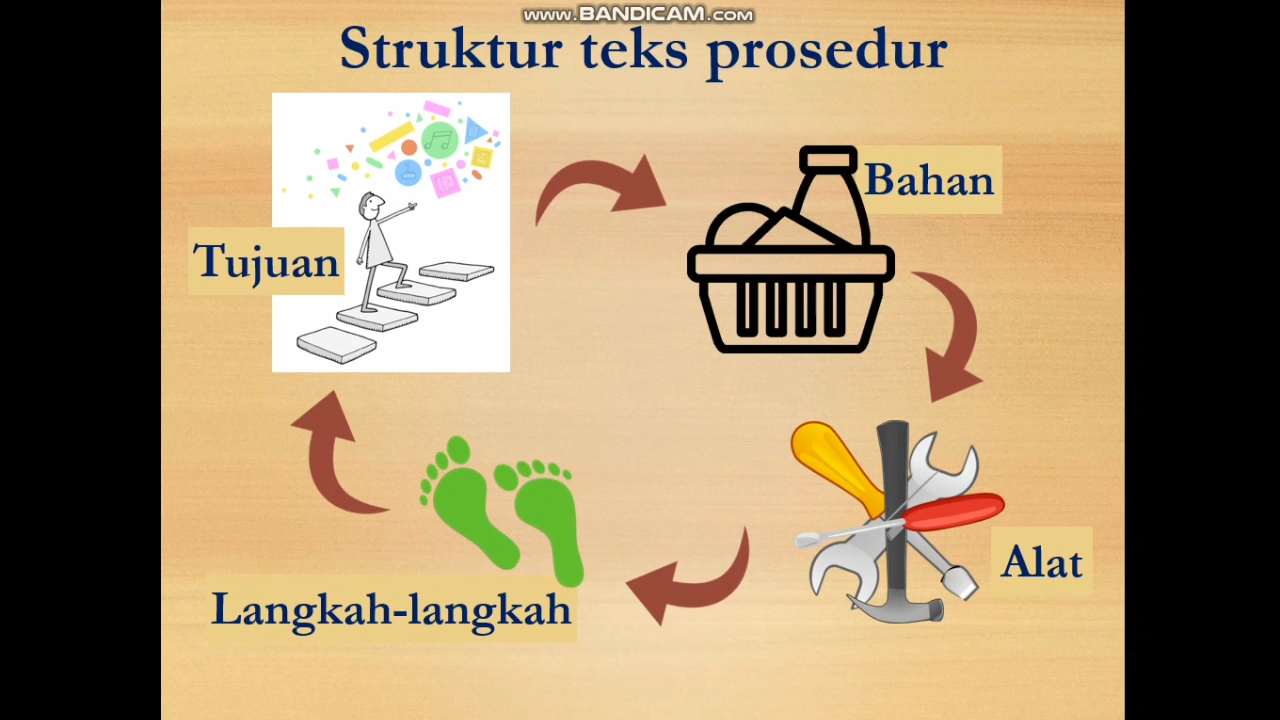 www.BANDICAM.com
Struktur teks prosedur
Tujuan
Bahan
Alat
Langkah-langkah